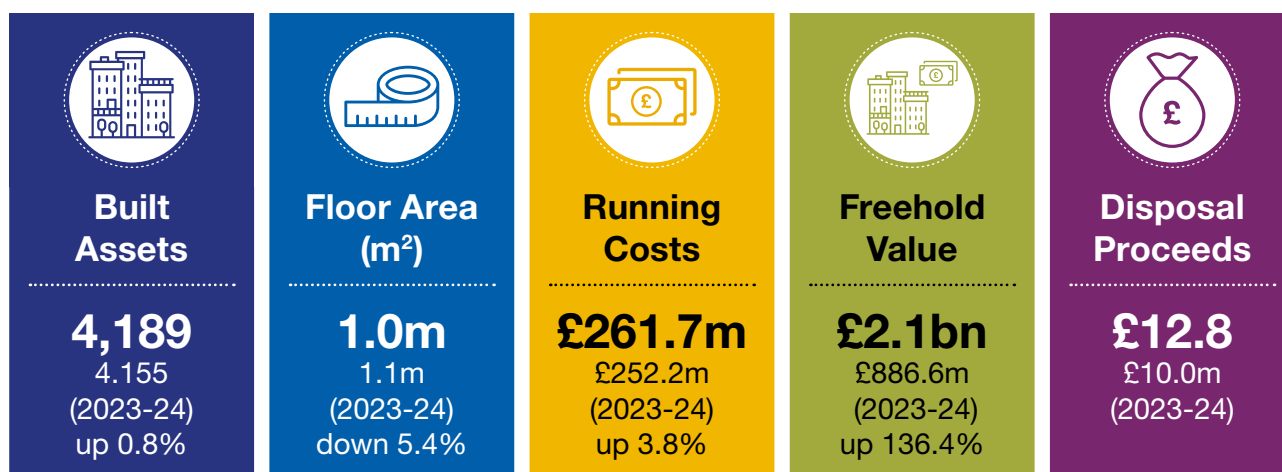 Built
Assets
4,189
4.155
(2023-24)
up 0.8%
Floor Area
(m²)
1.0m
1.1m
(2023-24)
down 5.4%
£
Running
Costs
£261.7m
£252.2m
(2023-24)
up 3.8%
£
Freehold
Value
£2.1bn
£886.6m
(2023-24)
up 136.4%
£
Disposal
Proceeds
£12.8
£10.0m
(2023-24)